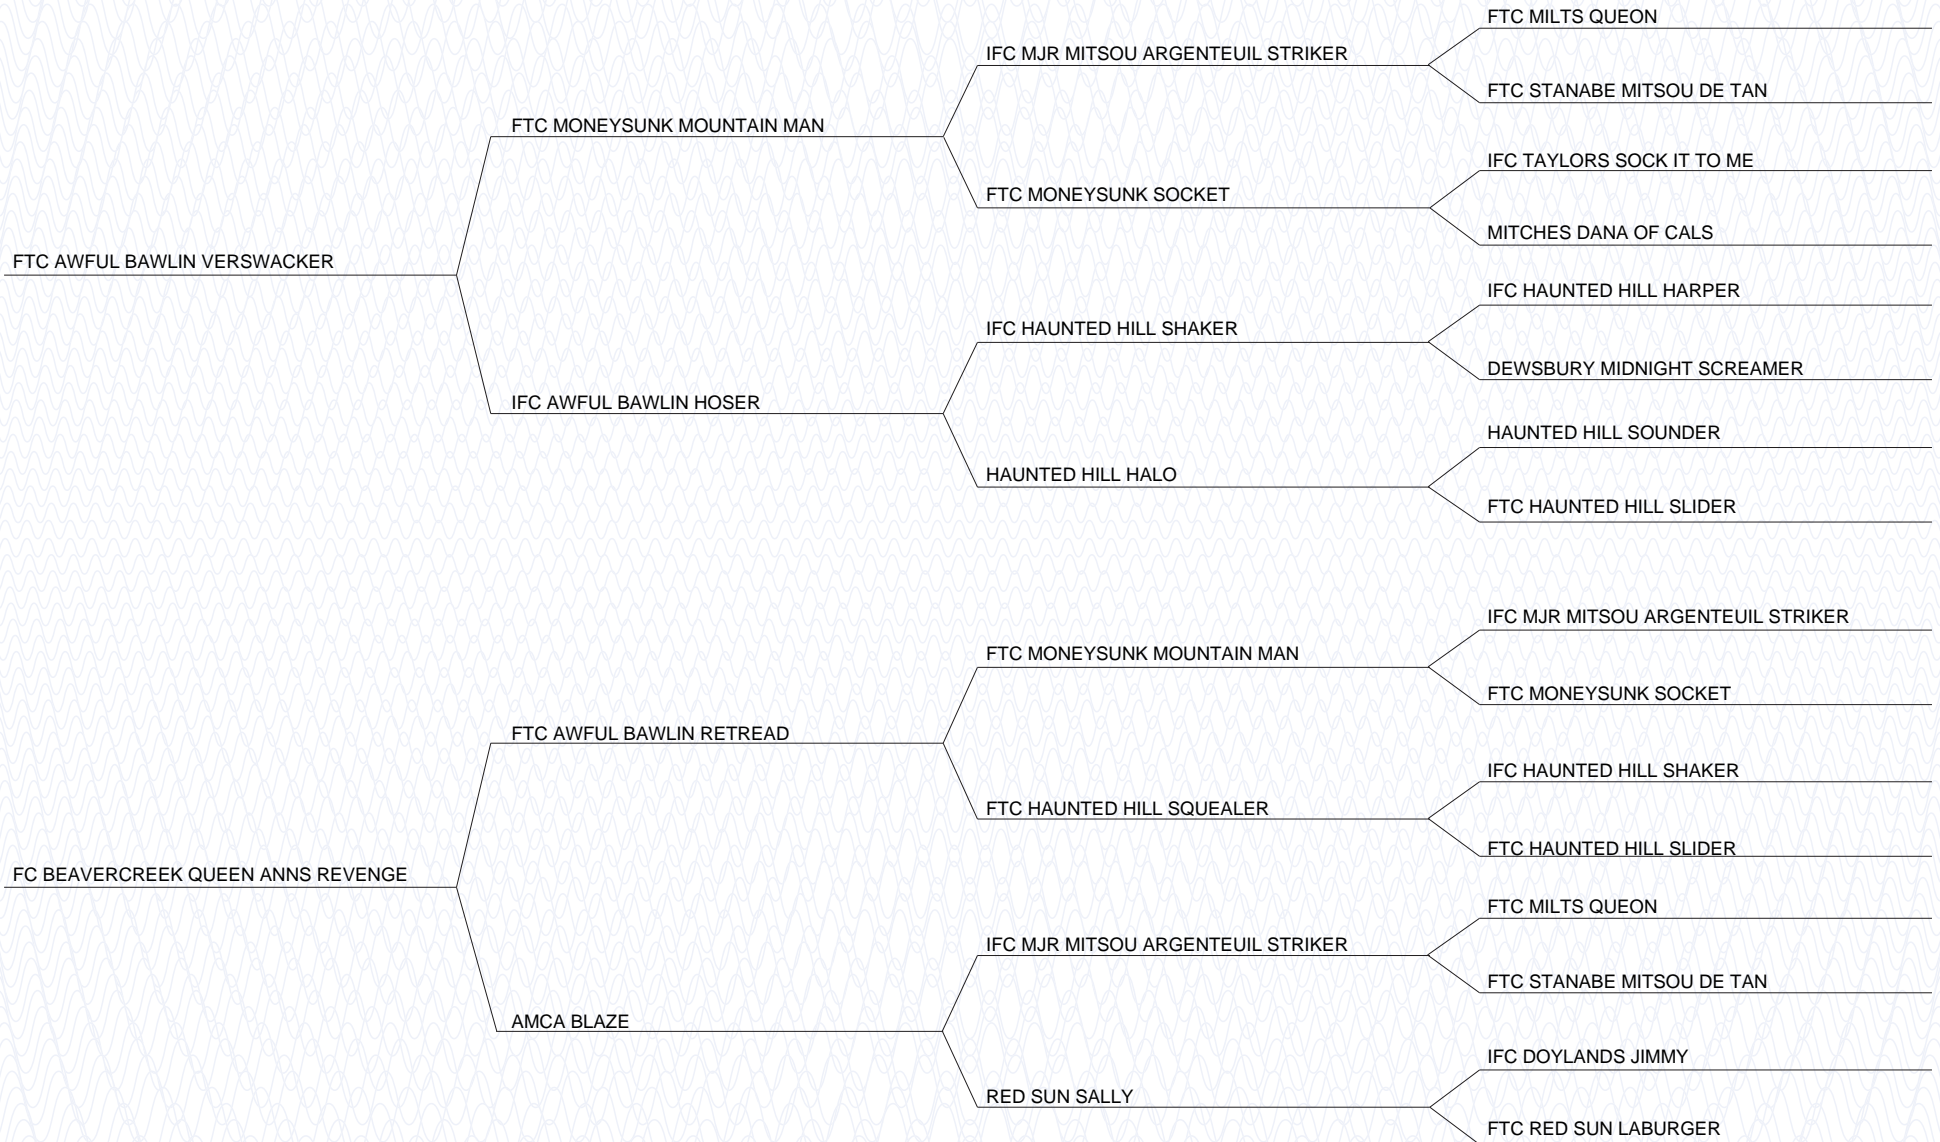 FTC MILTS QUEON
IFC MJR MITSOU ARGENTEUIL STRIKER
FTC STANABE MITSOU DE TAN
FTC MONEYSUNK MOUNTAIN MAN
IFC TAYLORS SOCK IT TO ME
FTC MONEYSUNK SOCKET
MITCHES DANA OF CALS
FTC AWFUL BAWLIN VERSWACKER
IFC HAUNTED HILL HARPER
IFC HAUNTED HILL SHAKER
DEWSBURY MIDNIGHT SCREAMER
IFC AWFUL BAWLIN HOSER
HAUNTED HILL SOUNDER
HAUNTED HILL HALO
FTC HAUNTED HILL SLIDER
IFC MJR MITSOU ARGENTEUIL STRIKER
FTC MONEYSUNK MOUNTAIN MAN
FTC MONEYSUNK SOCKET
FTC AWFUL BAWLIN RETREAD
IFC HAUNTED HILL SHAKER
FTC HAUNTED HILL SQUEALER
FTC HAUNTED HILL SLIDER
FC BEAVERCREEK QUEEN ANNS REVENGE
FTC MILTS QUEON
IFC MJR MITSOU ARGENTEUIL STRIKER
FTC STANABE MITSOU DE TAN
AMCA BLAZE
IFC DOYLANDS JIMMY
RED SUN SALLY
FTC RED SUN LABURGER